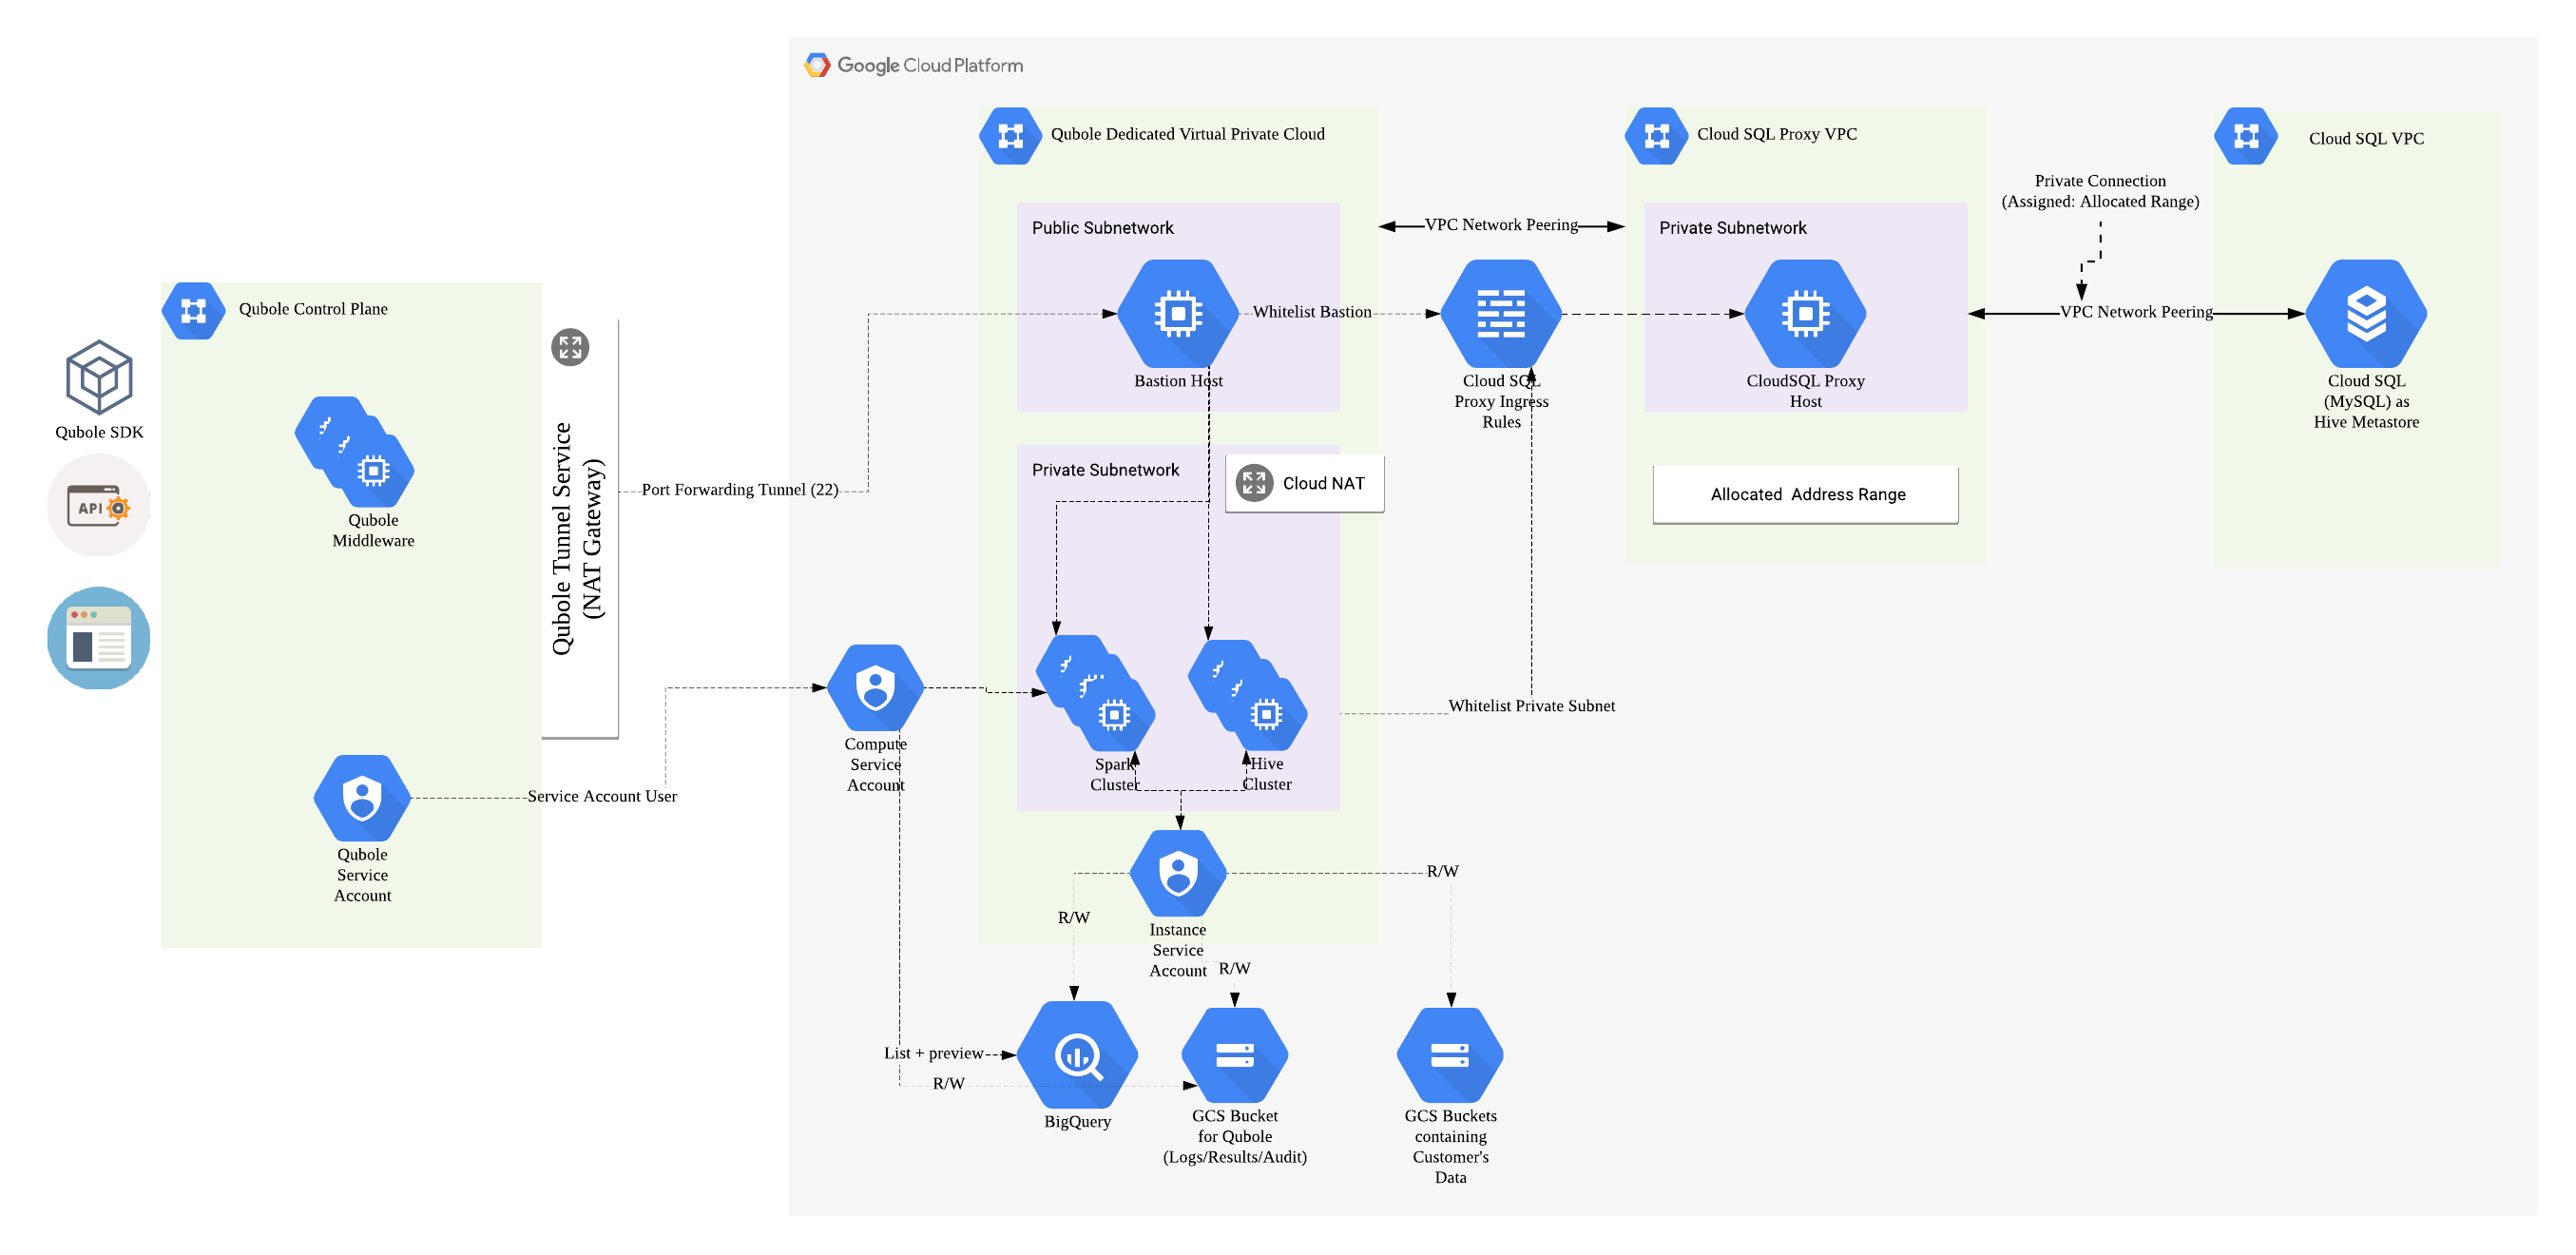 Google Cloud Platform
Qubole Dedicated Virtual Private Cloud
Cloud SQL Proxy VPC
Cloud SQL VPC
Private Connection
(Assigned: Allocated Range)
Public Subnetwork
VPC Network Peering
Private Subnetwork
Qubole Control Plane
Whitelist Bastion
VPC Network Peering
Bastion Host
Cloud SQL
Proxy Ingress
Rules
CloudSQL Proxy
Host
Cloud SQL
(MySQL) as
Hive Metastore
Qubole SDK
API
Qubole
Middleware
Qubole Tunnel Service
(NAT Gateway)
Port Forwarding Tunnel (22)
Private Subnetwork
Cloud NAT
Allocated Address Range
Whitelist Private Subnet
Compute
Service
Account
Spark
Cluster
Hive
Cluster
Service Account User
Qubole
Service
Account
R/W
R/W
Instance
Service
Account
R/W
List + preview
R/W
BigQuery
GCS Bucket
for Qubole
(Logs/Results/Audit)
GCS Buckets
containing
Customer's
Data